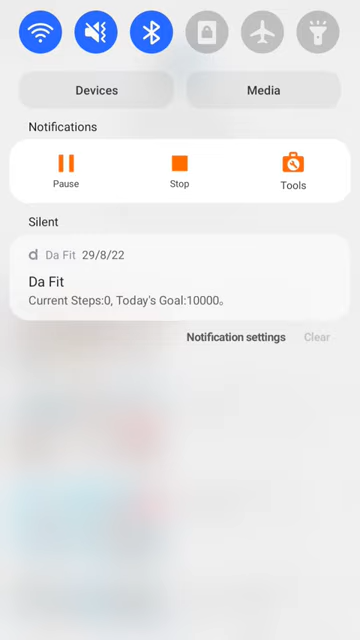 Devices
Media
Notifications
Pause
Stop
Tools
Silent
Da Fit 29/8/22
Da Fit
Current Steps:0, Today's Goal:10000。
Notification settings
Clear